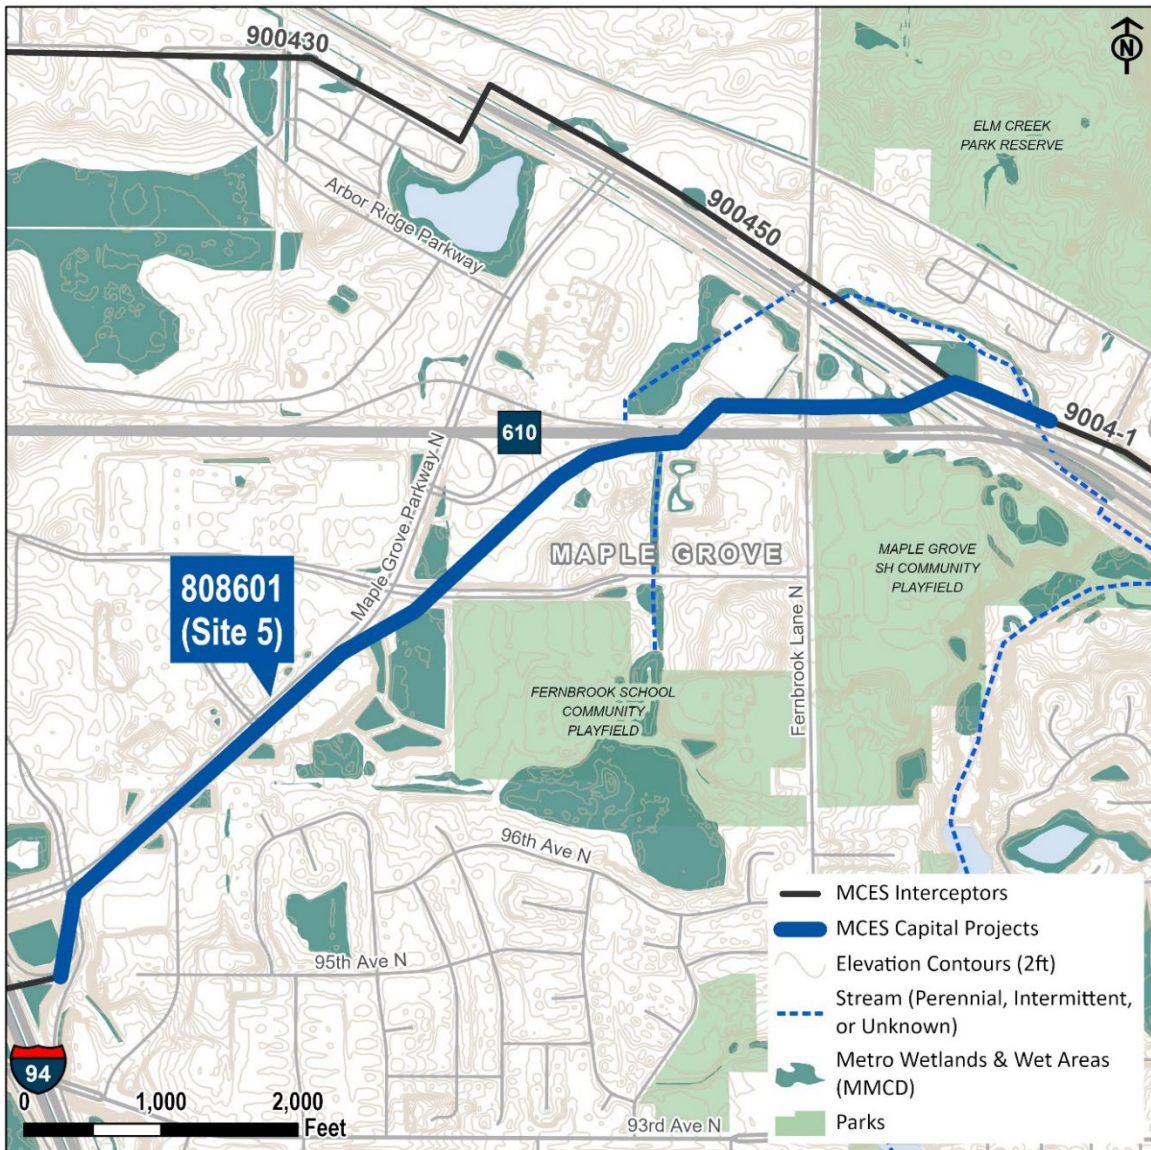 900430
N
ELM CREEK
PARK RESERVE
Arbor Ridge Parkway
900450
610
9004-1
Maple Grove Parkway N
MAPLE GROVE
MAPLE GROVE
SH COMMUNITY
PLAYFIELD
808601
(Site 5)
Fernbrook Lane N
FERNBROOK SCHOOL
COMMUNITY
PLAYFIELD
96th Ave N
95th Ave N
93rd Ave N
94
0 1,000 2,000
Feet
MCES Interceptors
MCES Capital Projects
Elevation Contours (2ft)
Stream (Perennial, Intermittent,
or Unknown)
Metro Wetlands & Wet Areas
(MMCD)
Parks